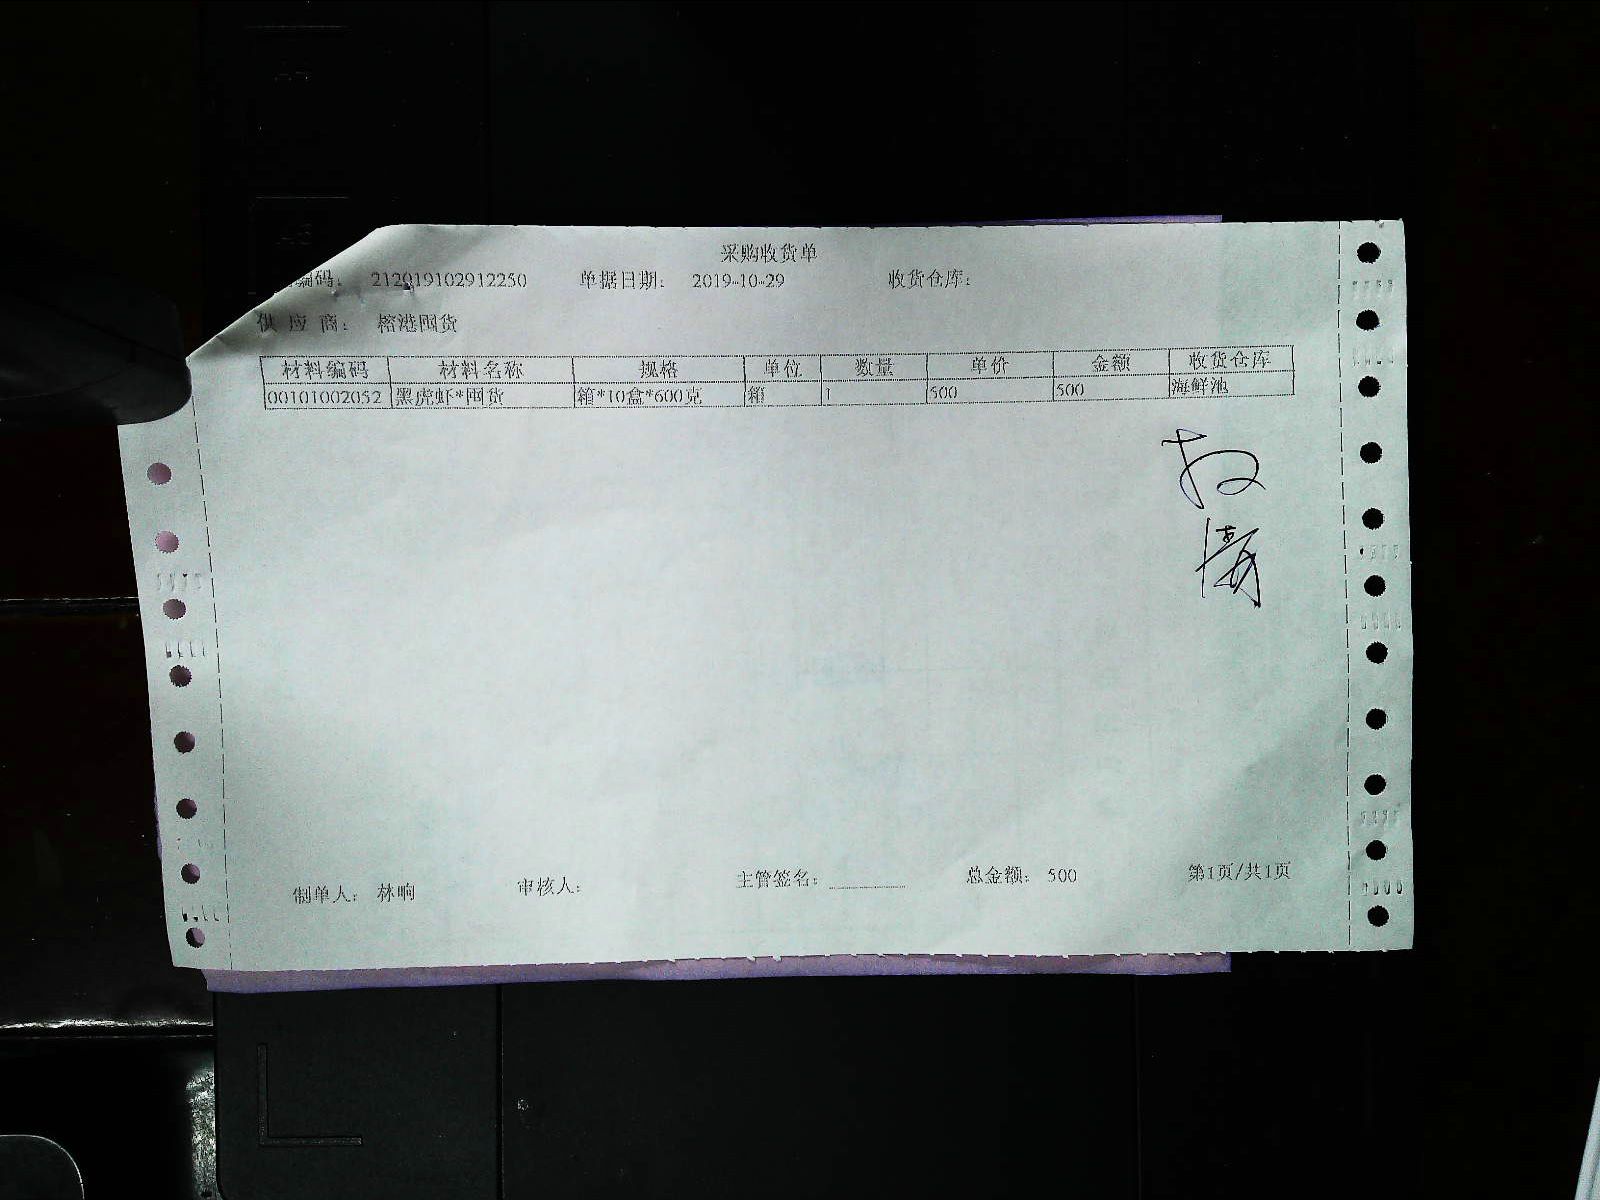 采购收货单
编码: 212019102912250 单据日期: 2019-10-29 收货仓库:
供应商: 榕港囤货
材料编码 材料名称 规格 单位 数量 单价 金额 收货仓库
00101002052 黑虎虾*囤货 箱*10盒*600克 箱 1 500 500 海鲜池
制单人: 林响 审核人: 主管签名: 总金额: 500 第1页/共1页